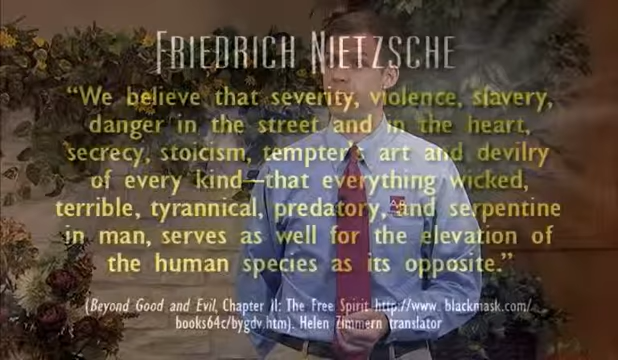 FRIEDRICH NIETZSCHE
“We believe that severity, violence, slavery,
danger in the street and in the heart,
secrecy, stoicism, tempter's art and devilry
of every kind—that everything wicked,
terrible, tyrannical, predatory, and serpentine
in man, serves as well for the elevation of
the human species as its opposite.”
(Beyond Good and Evil, Chapter II: The Free Spirit http://www.blackmask.com/
books64c/bygdv.htm). Helen Zimmern translator